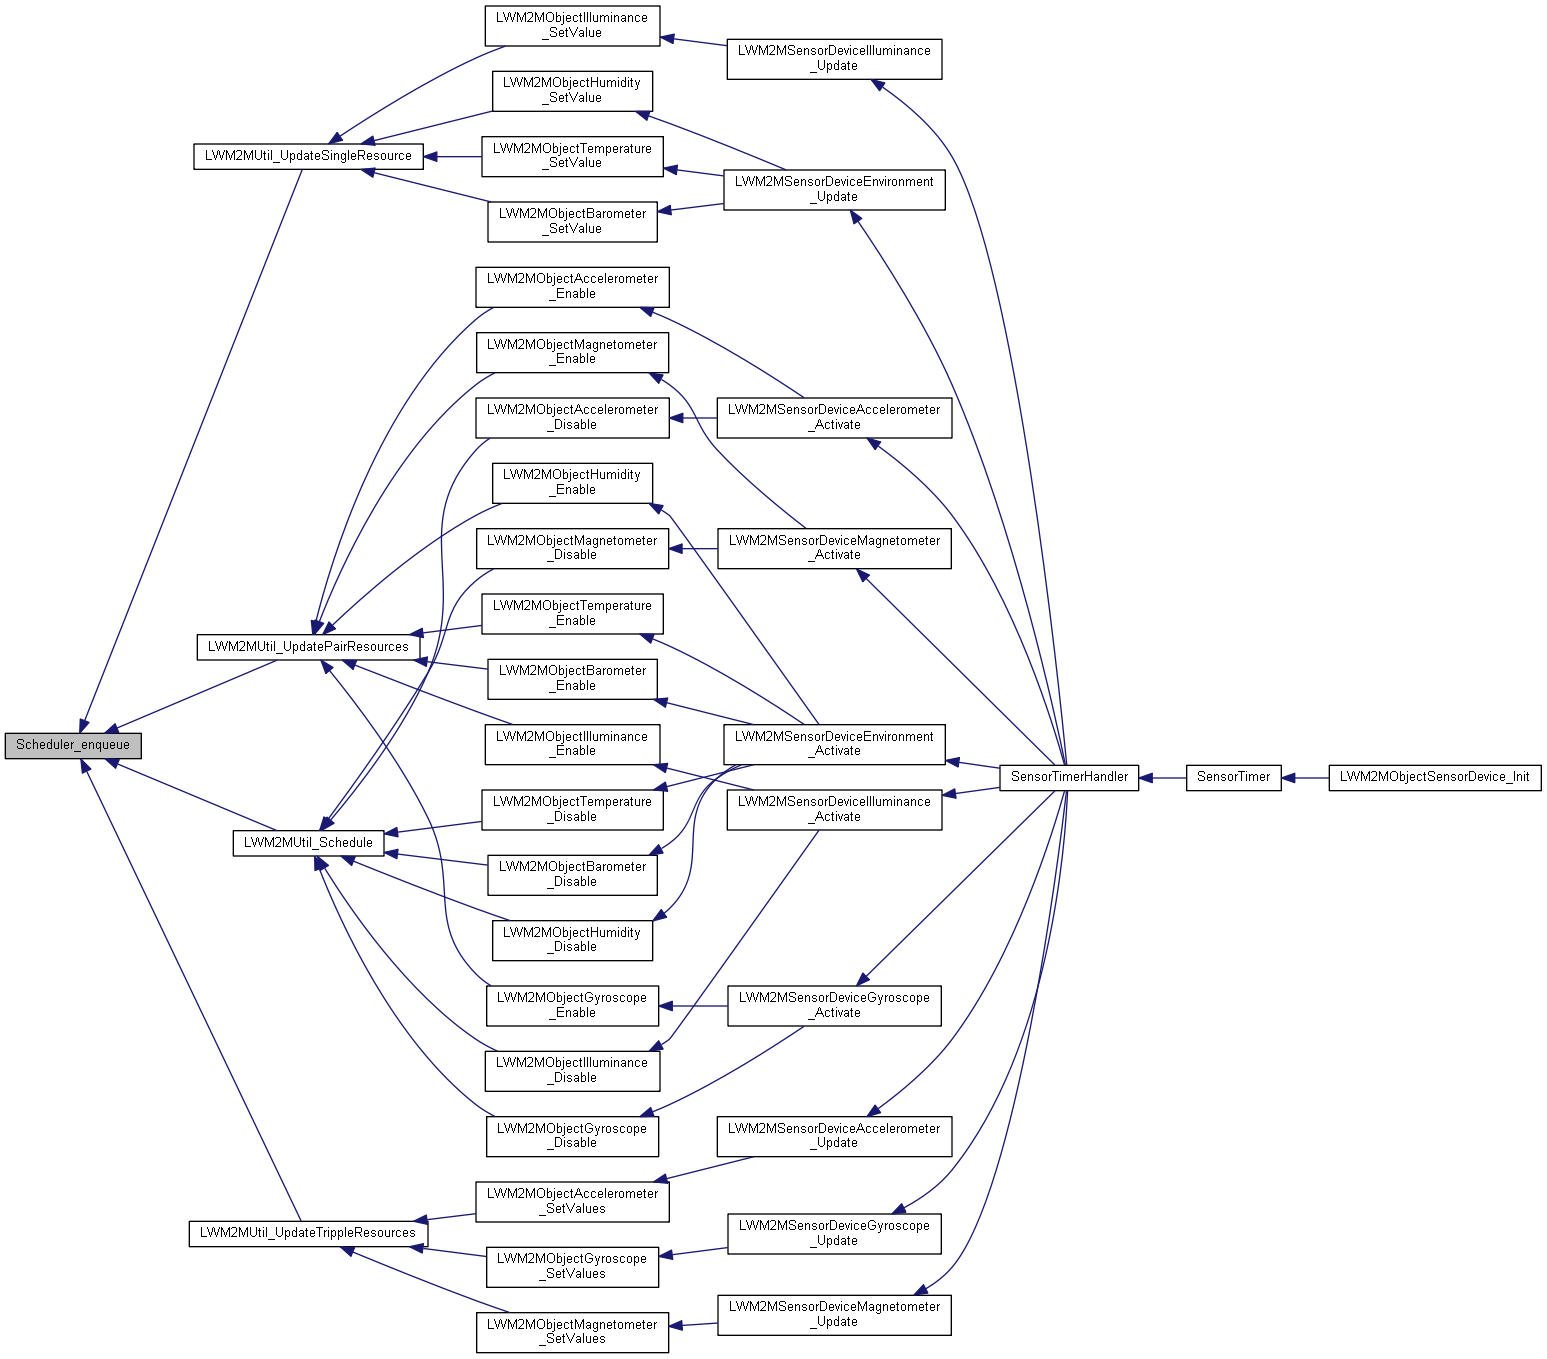 LWM2MObjectIlluminance
_SetValue
LWM2MSensorDeviceIlluminance
_Update
LWM2MObjectHumidity
_SetValue
LWM2MUtil_UpdateSingleResource
LWM2MObjectTemperature
_SetValue
LWM2MSensorDeviceEnvironment
_Update
LWM2MObjectBarometer
_SetValue
LWM2MObjectAccelerometer
_Enable
LWM2MObjectMagnetometer
_Enable
LWM2MObjectAccelerometer
_Disable
LWM2MSensorDeviceAccelerometer
_Activate
LWM2MObjectHumidity
_Enable
LWM2MObjectMagnetometer
_Disable
LWM2MSensorDeviceMagnetometer
_Activate
LWM2MObjectTemperature
_Enable
LWM2MUtil_UpdatePairResources
LWM2MObjectBarometer
_Enable
Scheduler_enqueue
LWM2MObjectIlluminance
_Enable
LWM2MSensorDeviceEnvironment
_Activate
SensorTimerHandler
SensorTimer
LWM2MObjectSensorDevice_Init
LWM2MObjectTemperature
_Disable
LWM2MSensorDeviceIlluminance
_Activate
LWM2MUtil_Schedule
LWM2MObjectBarometer
_Disable
LWM2MObjectHumidity
_Disable
LWM2MObjectGyroscope
_Enable
LWM2MSensorDeviceGyroscope
_Activate
LWM2MObjectIlluminance
_Disable
LWM2MObjectGyroscope
_Disable
LWM2MSensorDeviceAccelerometer
_Update
LWM2MObjectAccelerometer
_SetValues
LWM2MUtil_UpdateTrippleResources
LWM2MSensorDeviceGyroscope
_Update
LWM2MObjectGyroscope
_SetValues
LWM2MSensorDeviceMagnetometer
_Update
LWM2MObjectMagnetometer
_SetValues